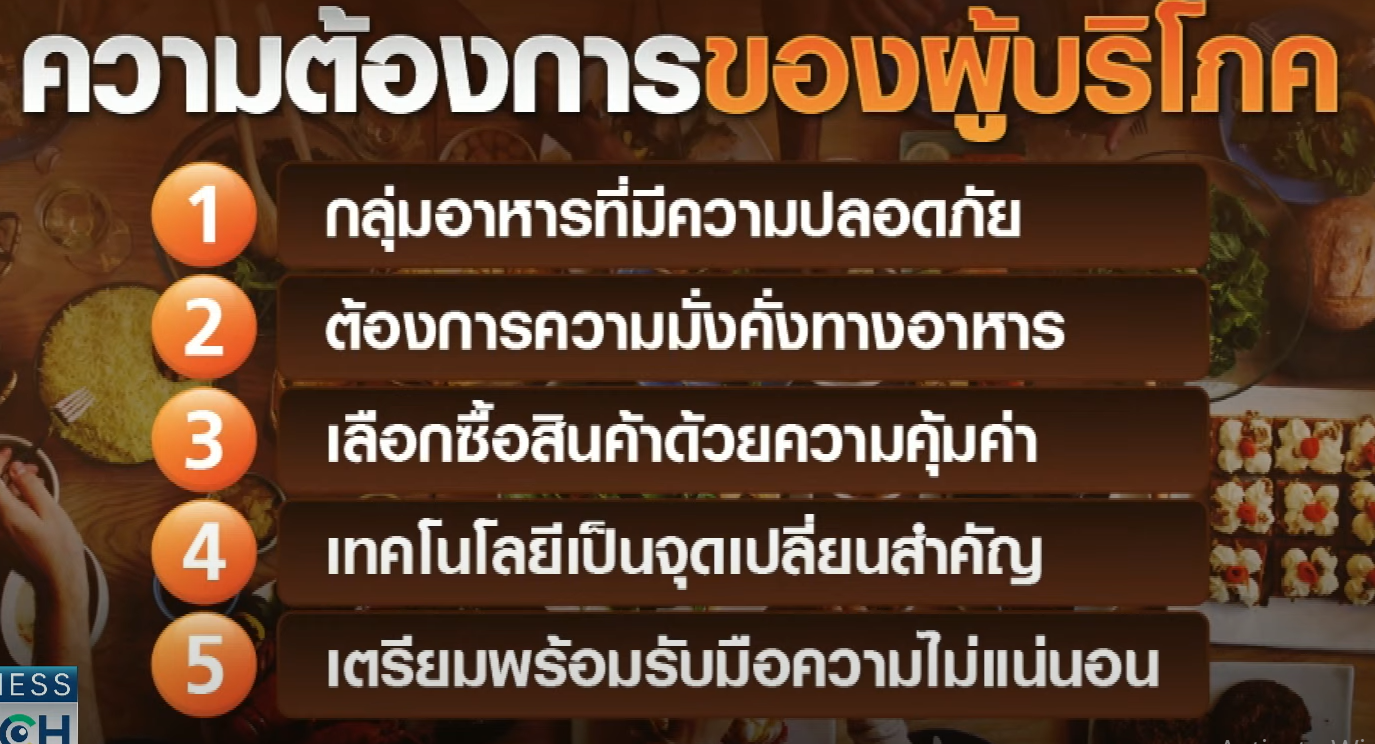 ความต้องการของผู้บริโภค
1 กลุ่มอาหารที่มีความปลอดภัย
2 ต้องการความมั่งคั่งทางอาหาร
3 เลือกซื้อสินค้าด้วยความคุ้มค่า
4 เทคโนโลยีเป็นจุดเปลี่ยนสำคัญ
5 เตรียมพร้อมรับมือความไม่แน่นอน